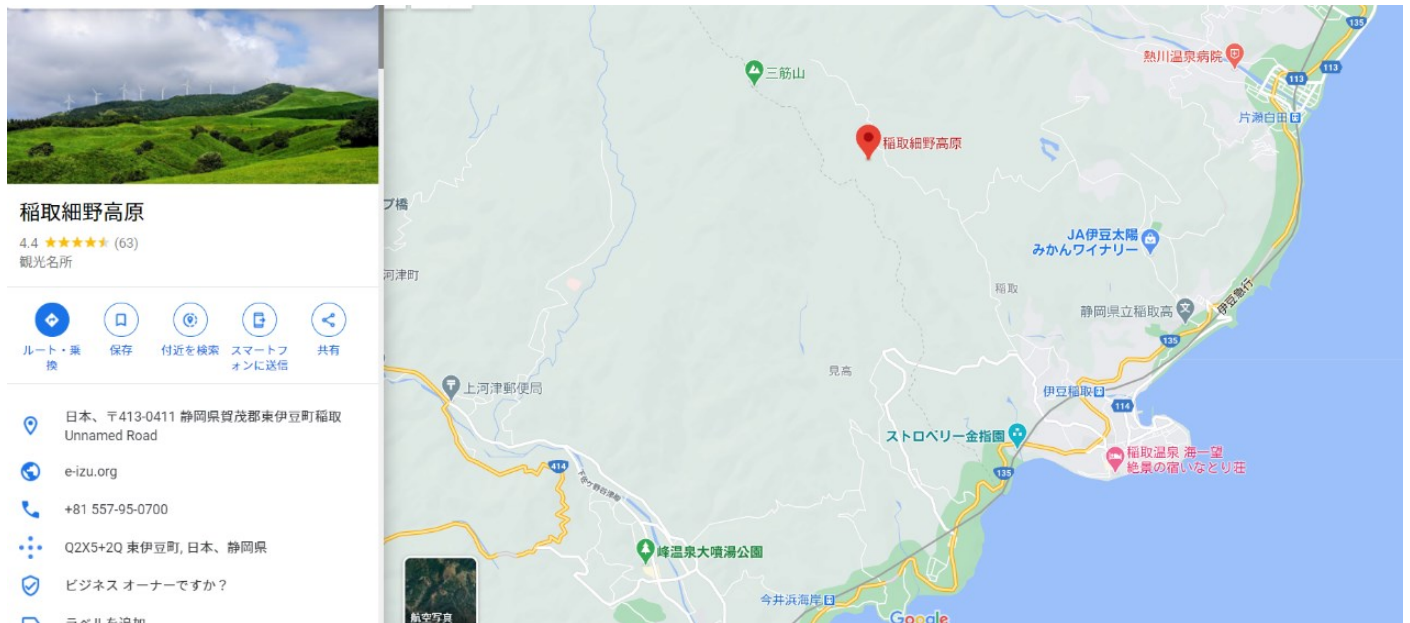 稲取細野高原
4.4
(63)
観光名所
ルート・乗
換
保存
付近を検索
スマートフ
ォンに送信
共有
日本、〒413-0411 静岡県賀茂郡東伊豆町稲取
Unnamed Road
e-izu.org
+81 557-95-0700
Q2X5+2Q 東伊豆町, 日本、静岡県
ビジネス オーナーですか？
ラベルを追加
135
熱川温泉病院
113
113
三筋山
片瀬白田
稲取細野高原
プ橋
JA伊豆太陽
みかんワイナリー
河津町
稲取
伊豆急行
静岡県立稲取高
文
135
見高
上河津郵便局
伊豆稲取
114
ストロベリー金指園
稲取温泉 海一望
絶景の宿いなとり荘
414
135
峰温泉大噴湯公園
今井浜海岸
航空写真
Google